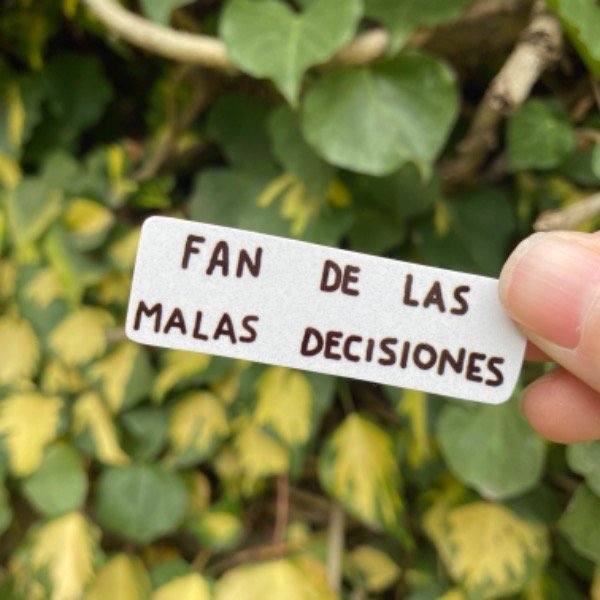 FAN DE LAS
MALAS DECISIONES